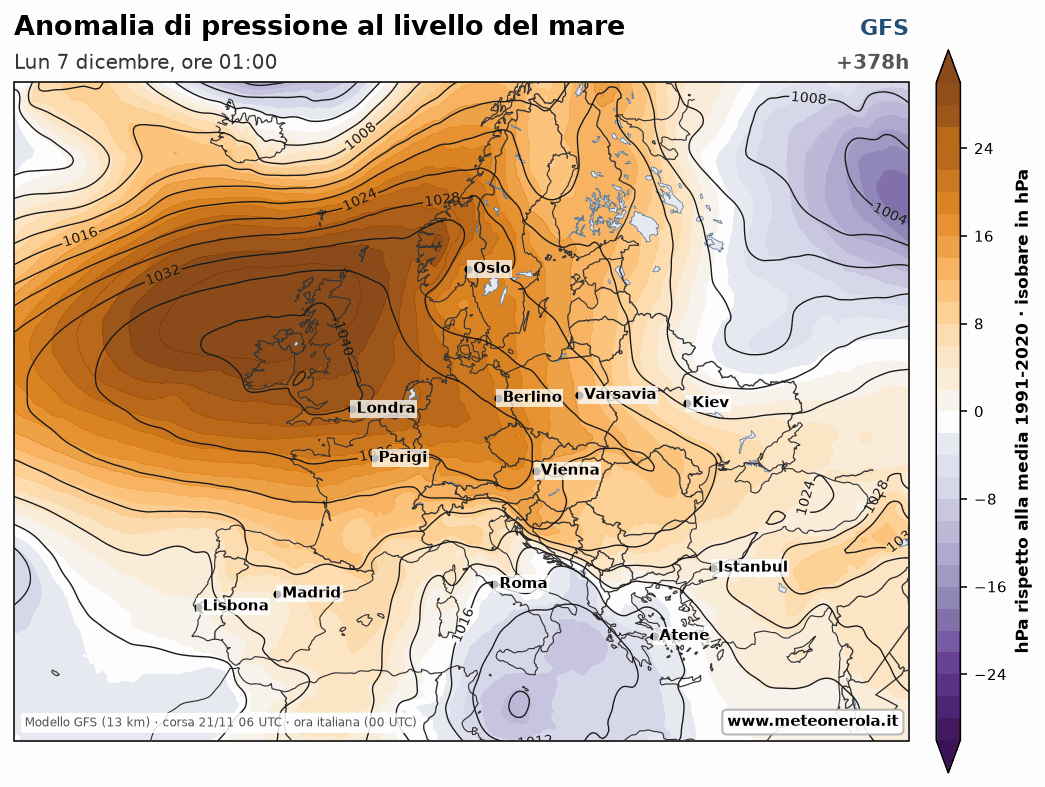 Anomalia di pressione al livello del mare
GFS
Lun 7 dicembre, ore 01:00
+378h
1008
1008
1004
1024
1028
1016
1032
1040
Oslo
Londra
Berlino
Varsavia
Kiev
Parigi
Vienna
1024
1028
Istanbul
Roma
Madrid
Lisbona
1016
Atene
1012
Modello GFS (13 km) · corsa 21/11 06 UTC · ora italiana (00 UTC)
www.meteonerola.it
24
16
8
0
−8
−16
−24
hPa rispetto alla media 1991-2020 · isobare in hPa